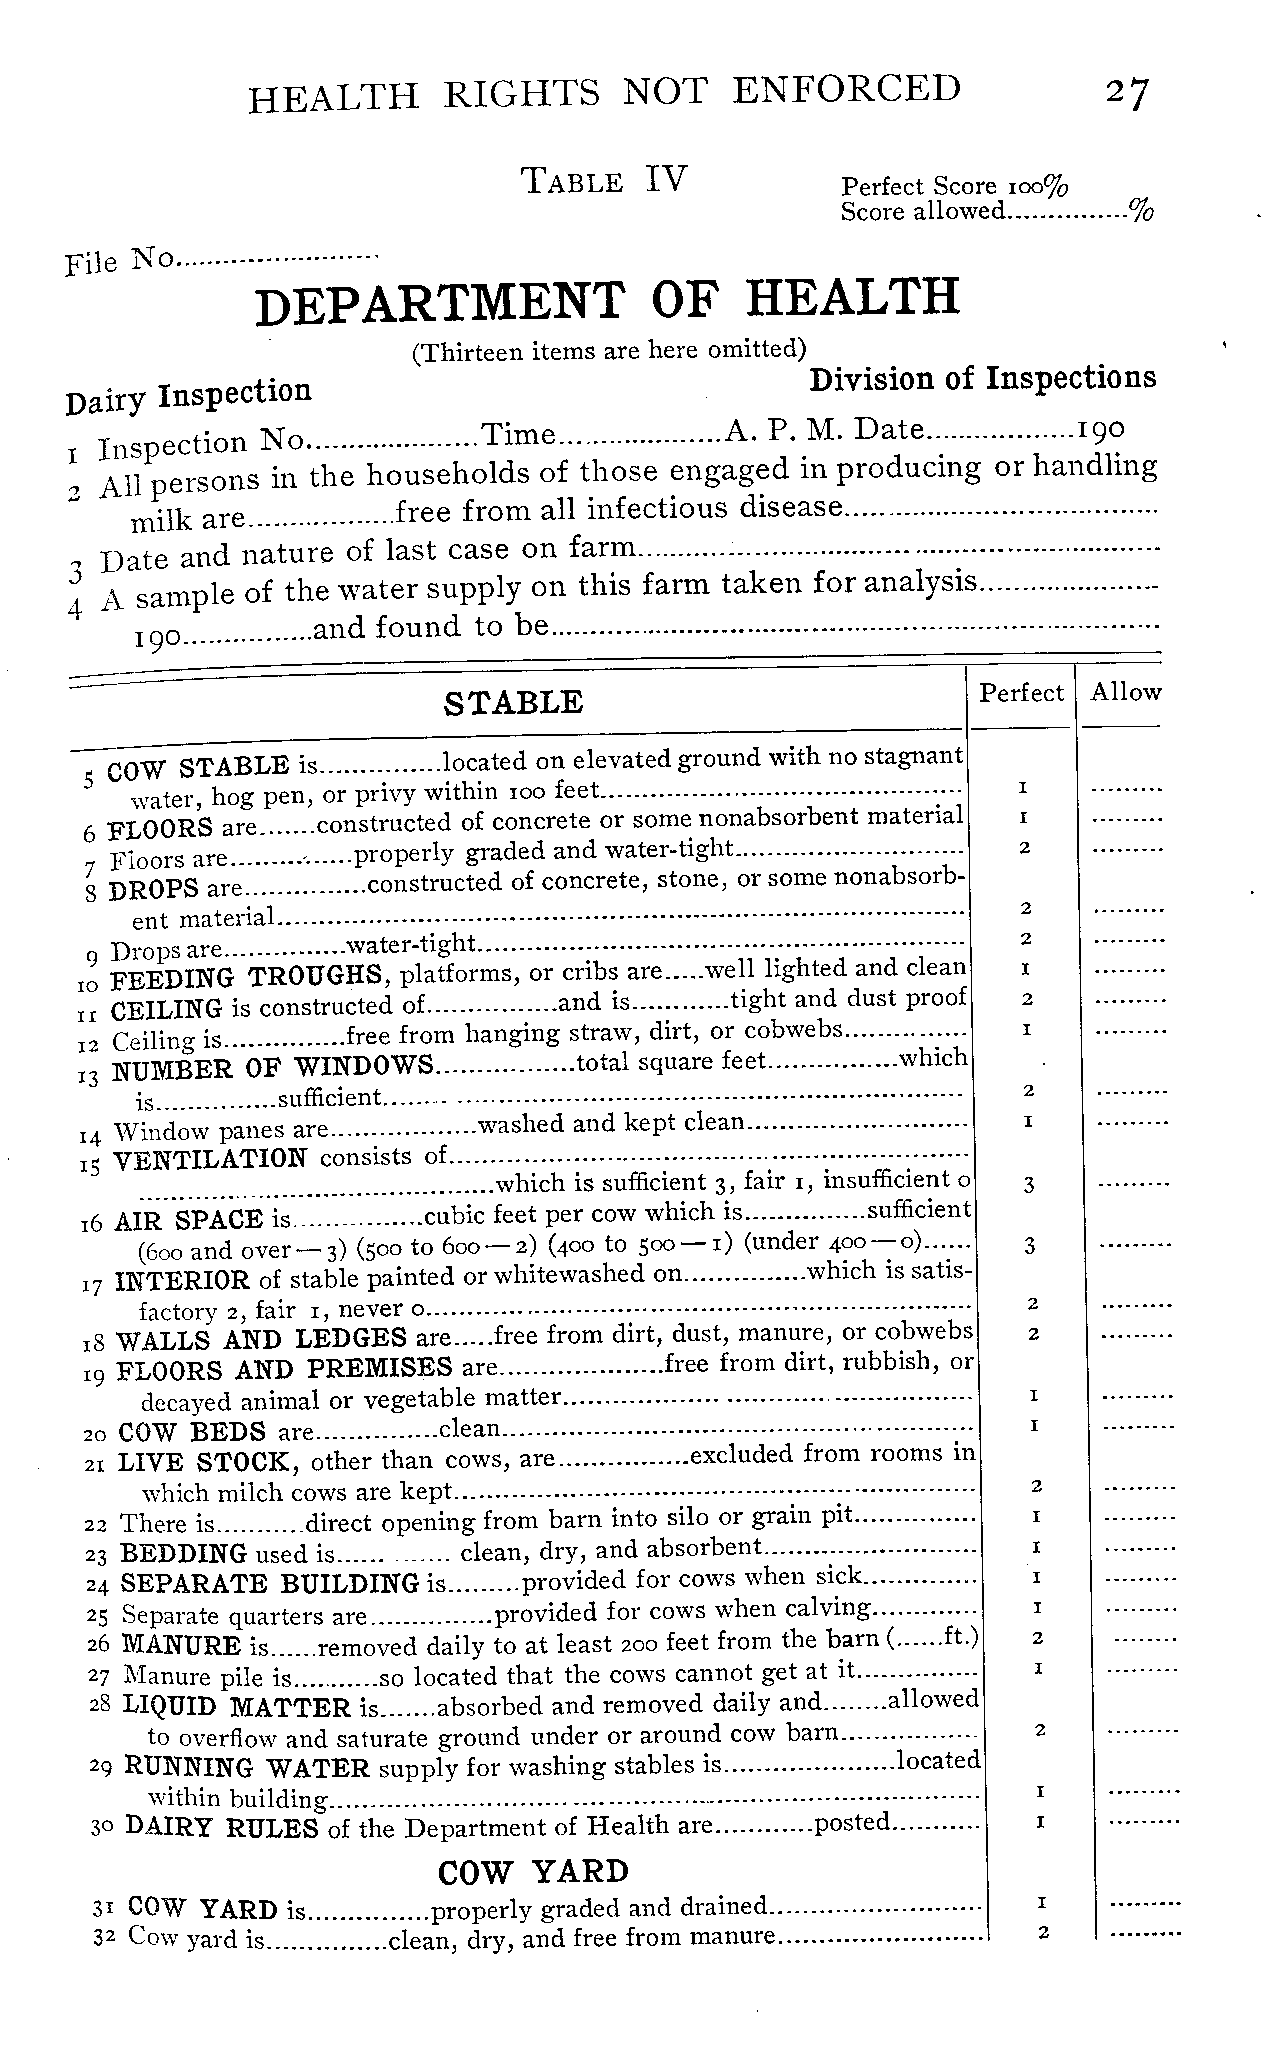 HEALTH RIGHTS NOT ENFORCED 27
TABLE IV
Perfect Score 100%
Score allowed...............%
File No.........................
DEPARTMENT OF HEALTH
(Thirteen items are here omitted)
Dairy Inspection Division of Inspections
1 Inspection No....................Time...................A. P. M. Date.................190
2 All persons in the households of those engaged in producing or handling
milk are.................free from all infectious disease....................................
3 Date and nature of last case on farm............................................................
4 A sample of the water supply on this farm taken for analysis.....................
190...............and found to be......................................................................
STABLE Perfect Allow
5 COW STABLE is...............located on elevated ground with no stagnant
water, hog pen, or privy within 100 feet............................................ 1 .........
6 FLOORS are.......constructed of concrete or some nonabsorbent material 1 .........
7 Floors are...............properly graded and water-tight............................ 2 .........
8 DROPS are...............constructed of concrete, stone, or some nonabsorb-
ent material.................................................................................... 2 .........
9 Drops are...............water-tight............................................................ 2 .........
10 FEEDING TROUGHS, platforms, or cribs are.....well lighted and clean 1 .........
11 CEILING is constructed of................and is............tight and dust proof 2 .........
12 Ceiling is...............free from hanging straw, dirt, or cobwebs............... 1 .........
13 NUMBER OF WINDOWS.................total square feet................which
is...............sufficient....................................................................... 2 .........
14 Window panes are..................washed and kept clean........................... 1 .........
15 VENTILATION consists of................................................................
...........................................which is sufficient 3, fair 1, insufficient 0 3 .........
16 AIR SPACE is................cubic feet per cow which is...............sufficient
(600 and over—3) (500 to 600—2) (400 to 500—1) (under 400—0)...... 3 .........
17 INTERIOR of stable painted or whitewashed on...............which is satis-
factory 2, fair 1, never 0.................................................................. 2 .........
18 WALLS AND LEDGES are.....free from dirt, dust, manure, or cobwebs 2 .........
19 FLOORS AND PREMISES are....................free from dirt, rubbish, or
decayed animal or vegetable matter.................................................. 1 .........
20 COW BEDS are...............clean.......................................................... 1 .........
21 LIVE STOCK, other than cows, are................excluded from rooms in
which milch cows are kept................................................................ 2 .........
22 There is...........direct opening from barn into silo or grain pit............... 1 .........
23 BEDDING used is...... ....... clean, dry, and absorbent.......................... 1 .........
24 SEPARATE BUILDING is.........provided for cows when sick.............. 1 .........
25 Separate quarters are...............provided for cows when calving............. 1 .........
26 MANURE is......removed daily to at least 200 feet from the barn (......ft.) 2 ........
27 Manure pile is...........so located that the cows cannot get at it............... 1 .........
28 LIQUID MATTER is.......absorbed and removed daily and........allowed
to overflow and saturate ground under or around cow barn................. 2 .........
29 RUNNING WATER supply for washing stables is.....................located
within building................................................................................ 1 .........
30 DAIRY RULES of the Department of Health are............posted........... 1 .........
COW YARD
31 COW YARD is...............properly graded and drained.......................... 1 .........
32 Cow yard is...............clean, dry, and free from manure......................... 2 .........